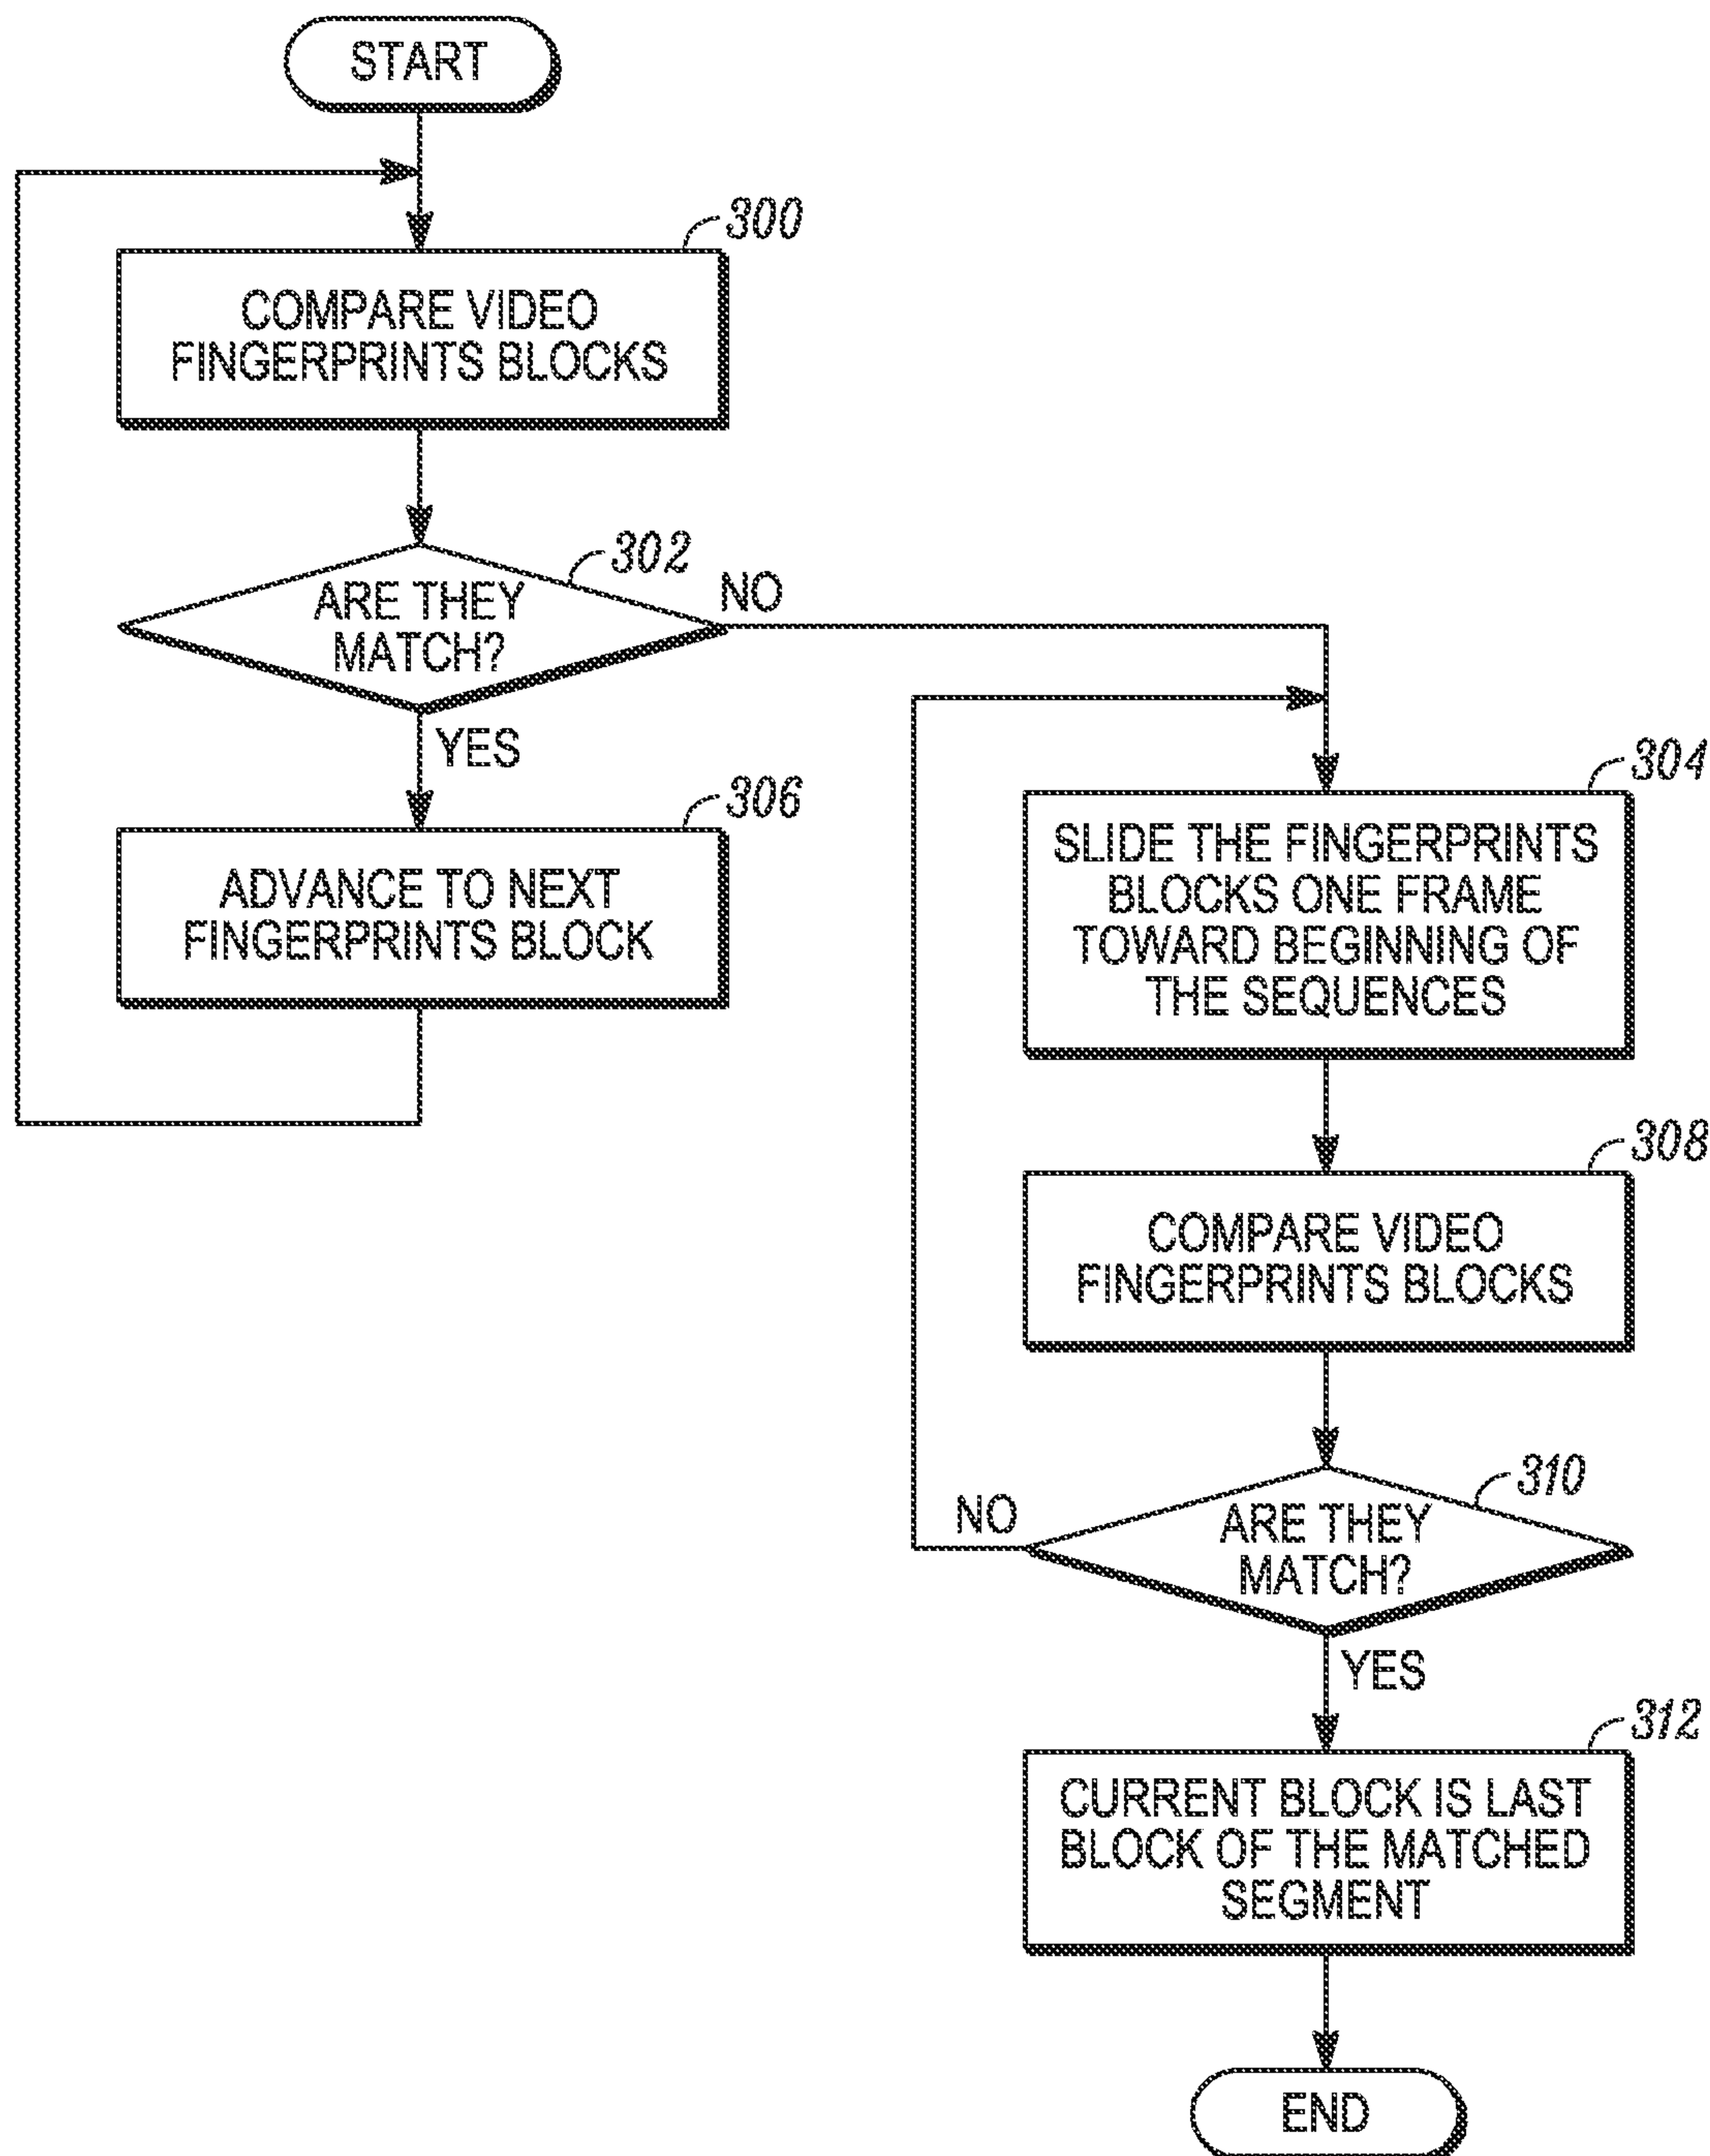 START
300
COMPARE VIDEO
FINGERPRINTS BLOCKS
302
ARE THEY
MATCH?
NO
YES
306
ADVANCE TO NEXT
FINGERPRINTS BLOCK
304
SLIDE THE FINGERPRINTS
BLOCKS ONE FRAME
TOWARD BEGINNING OF
THE SEQUENCES
308
COMPARE VIDEO
FINGERPRINTS BLOCKS
310
ARE THEY
MATCH?
NO
YES
312
CURRENT BLOCK IS LAST
BLOCK OF THE MATCHED
SEGMENT
END